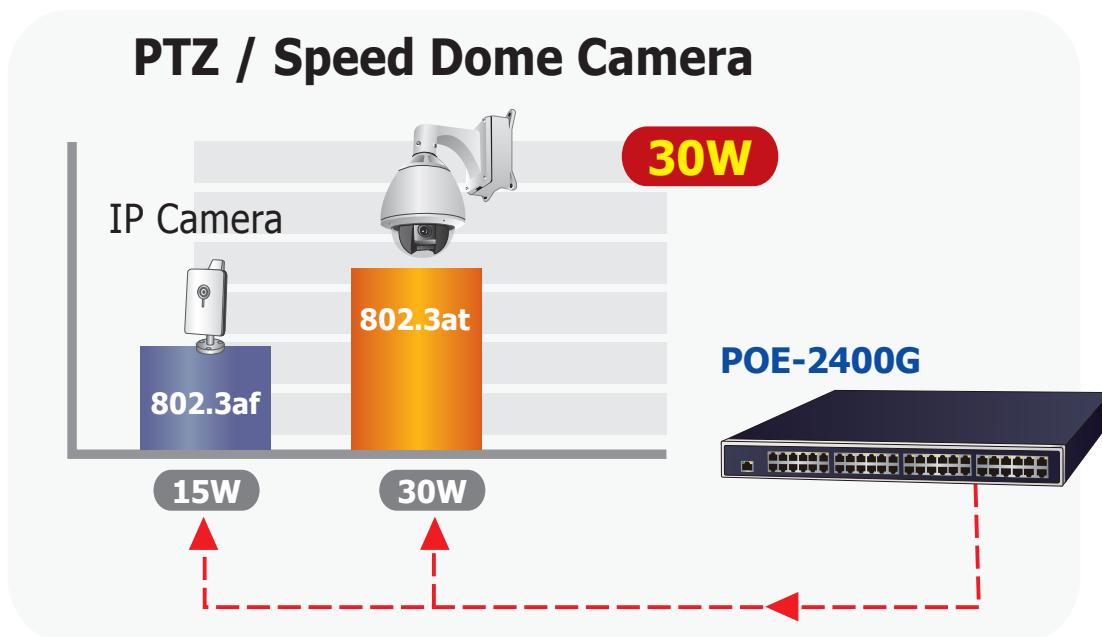 PTZ / Speed Dome Camera
30W
IP Camera
802.3at
POE-2400G
802.3af
15W
30W